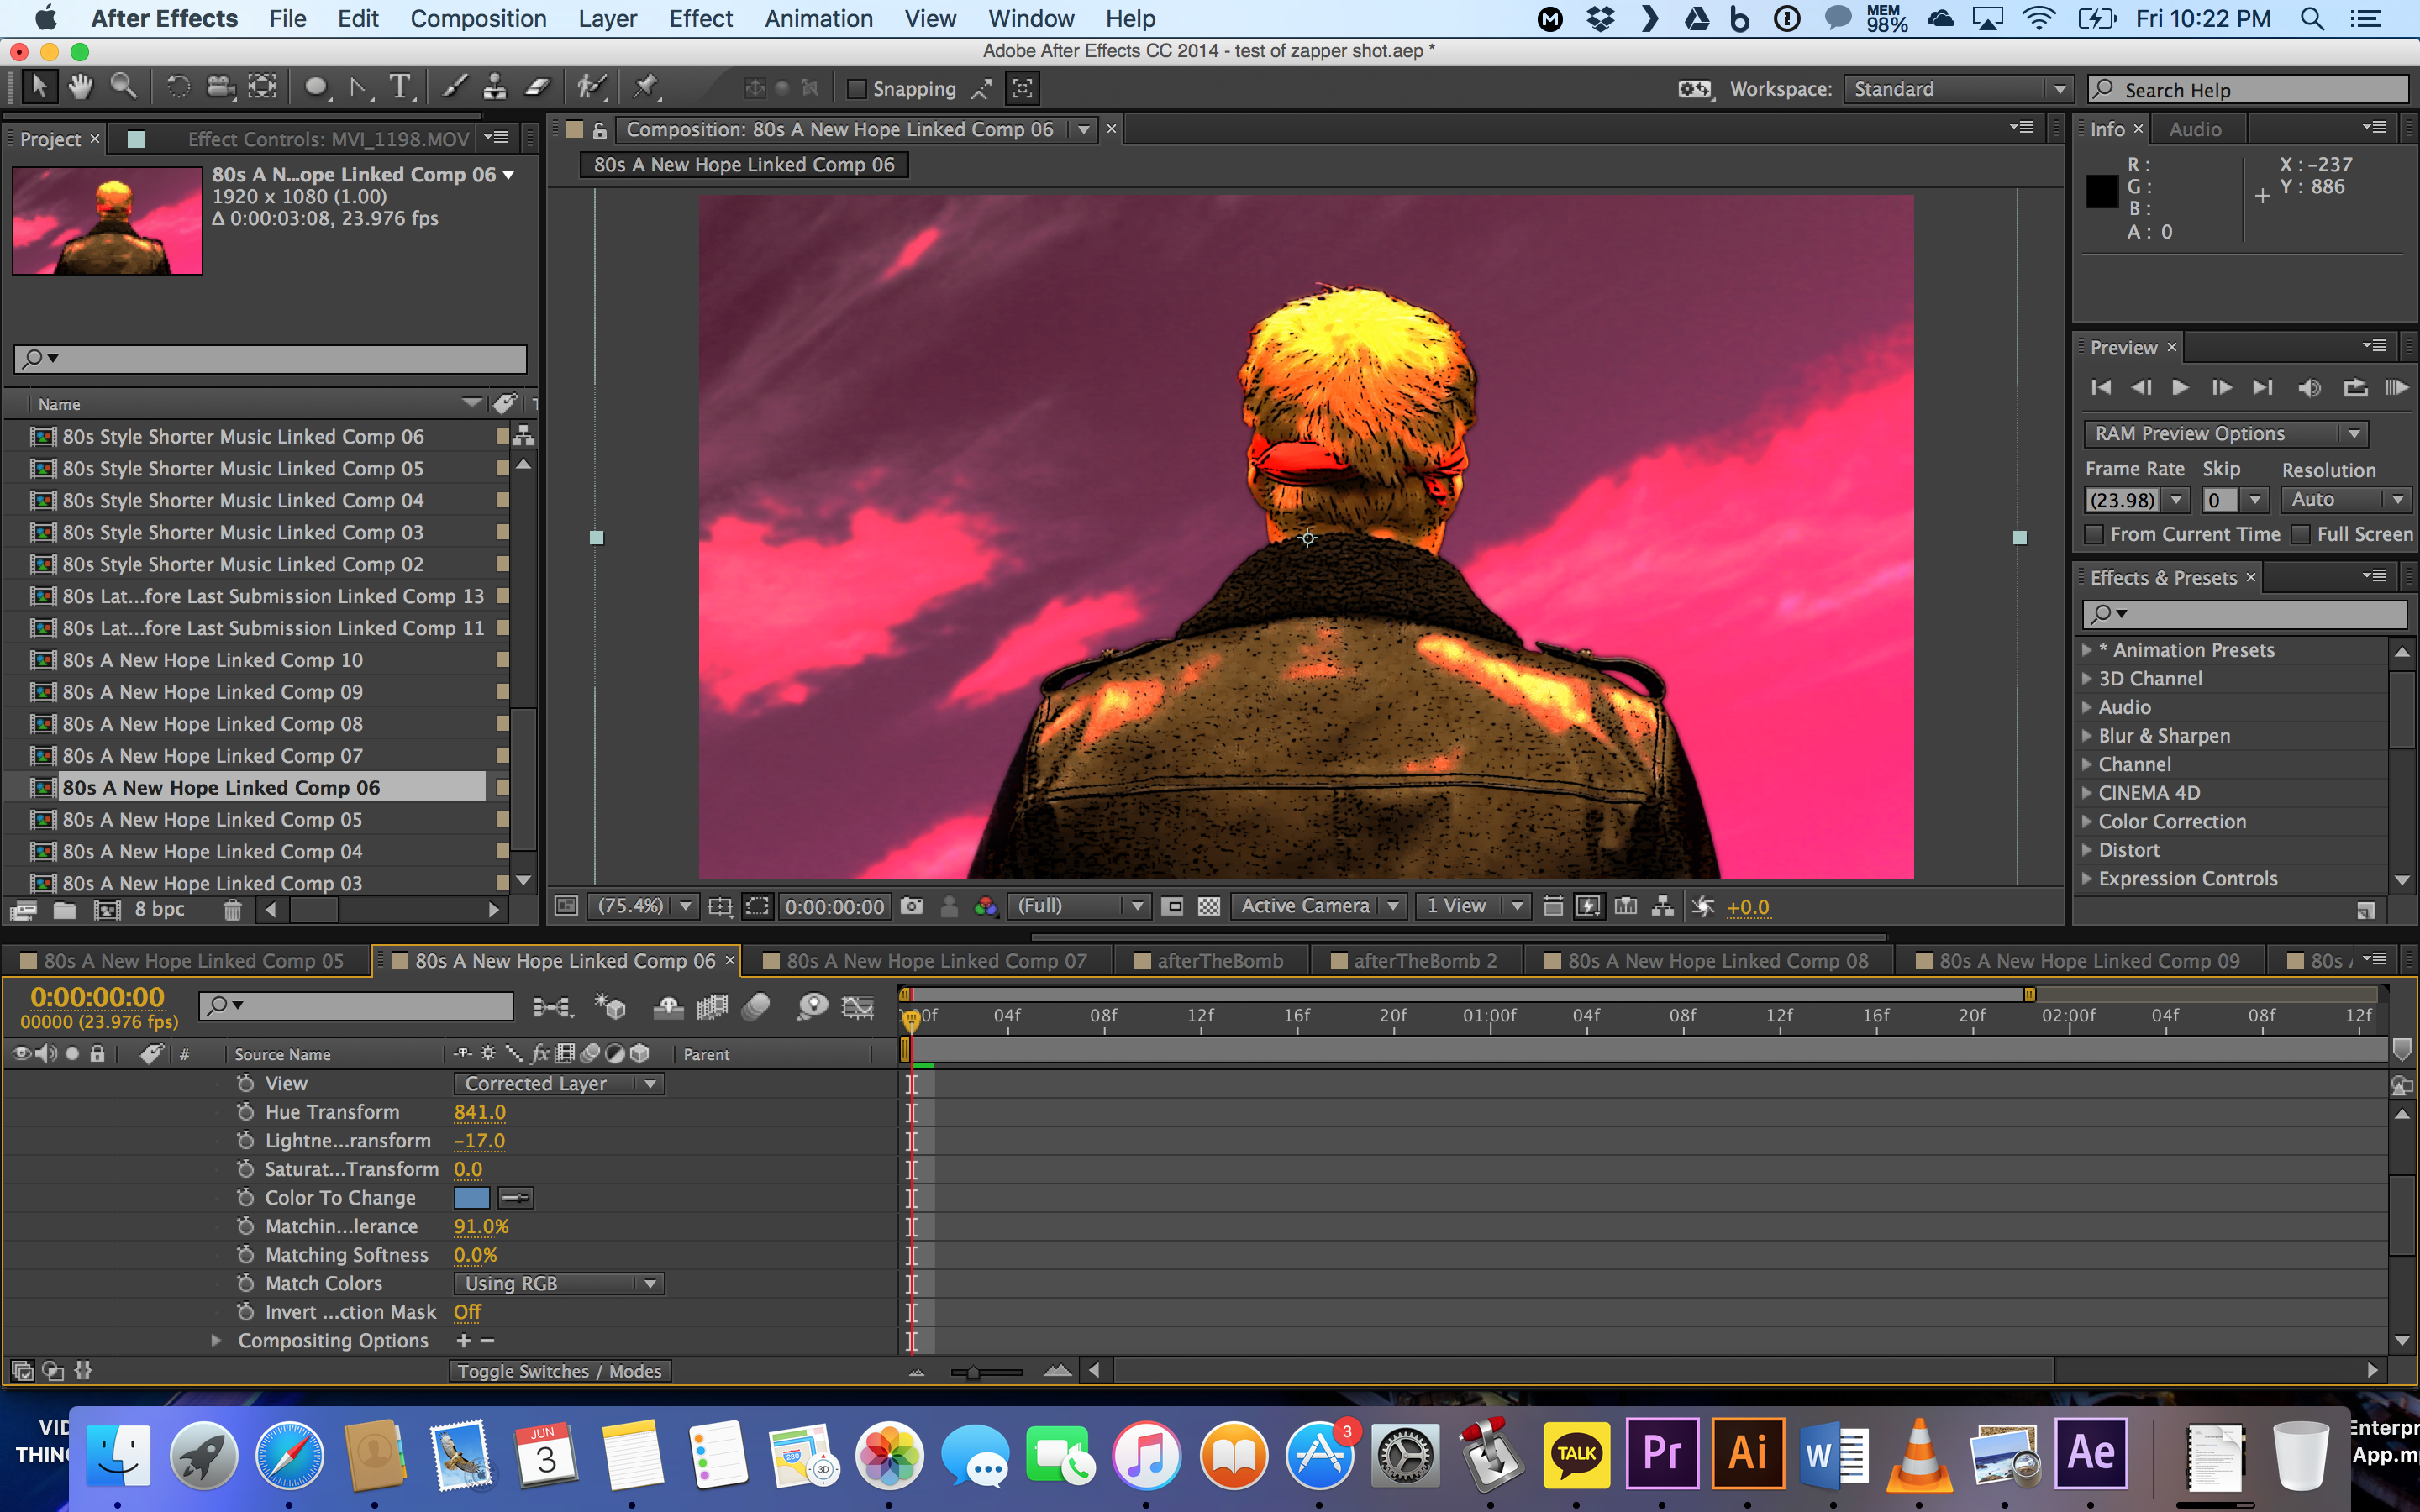 After Effects File Edit Composition Layer Effect Animation View Window Help MEM 98% Fri 10:22 PM
Adobe After Effects CC 2014 - test of zapper shot.aep *
Snapping Workspace: Standard Search Help
Project × Effect Controls: MVI_1198.MOV
80s A N...ope Linked Comp 06
1920 x 1080 (1.00)
Δ 0:00:03:08, 23.976 fps
Name
80s Style Shorter Music Linked Comp 06
80s Style Shorter Music Linked Comp 05
80s Style Shorter Music Linked Comp 04
80s Style Shorter Music Linked Comp 03
80s Style Shorter Music Linked Comp 02
80s Lat...fore Last Submission Linked Comp 13
80s Lat...fore Last Submission Linked Comp 11
80s A New Hope Linked Comp 10
80s A New Hope Linked Comp 09
80s A New Hope Linked Comp 08
80s A New Hope Linked Comp 07
80s A New Hope Linked Comp 06
80s A New Hope Linked Comp 05
80s A New Hope Linked Comp 04
80s A New Hope Linked Comp 03
8 bpc
Composition: 80s A New Hope Linked Comp 06 ×
80s A New Hope Linked Comp 06
(75.4%) 0:00:00:00 (Full) Active Camera 1 View +0.0
Info × Audio
R : X : -237
G : Y : 886
B :
A : 0
Preview ×
RAM Preview Options
Frame Rate Skip Resolution
(23.98) 0 Auto
From Current Time Full Screen
Effects & Presets ×
* Animation Presets
3D Channel
Audio
Blur & Sharpen
Channel
CINEMA 4D
Color Correction
Distort
Expression Controls
80s A New Hope Linked Comp 05 80s A New Hope Linked Comp 06 × 80s A New Hope Linked Comp 07 afterTheBomb afterTheBomb 2 80s A New Hope Linked Comp 08 80s A New Hope Linked Comp 09 80s
0:00:00:00
00000 (23.976 fps)
00f 04f 08f 12f 16f 20f 01:00f 04f 08f 12f 16f 20f 02:00f 04f 08f 12f
# Source Name fx Parent
View Corrected Layer
Hue Transform 841.0
Lightne...ransform -17.0
Saturat...Transform 0.0
Color To Change
Matchin...lerance 91.0%
Matching Softness 0.0%
Match Colors Using RGB
Invert ...ction Mask Off
Compositing Options + −
Toggle Switches / Modes
VID
THING
JUN
3
280
3D
3
TALK
Pr
Ai
W
Ae
Enterpr
App.m